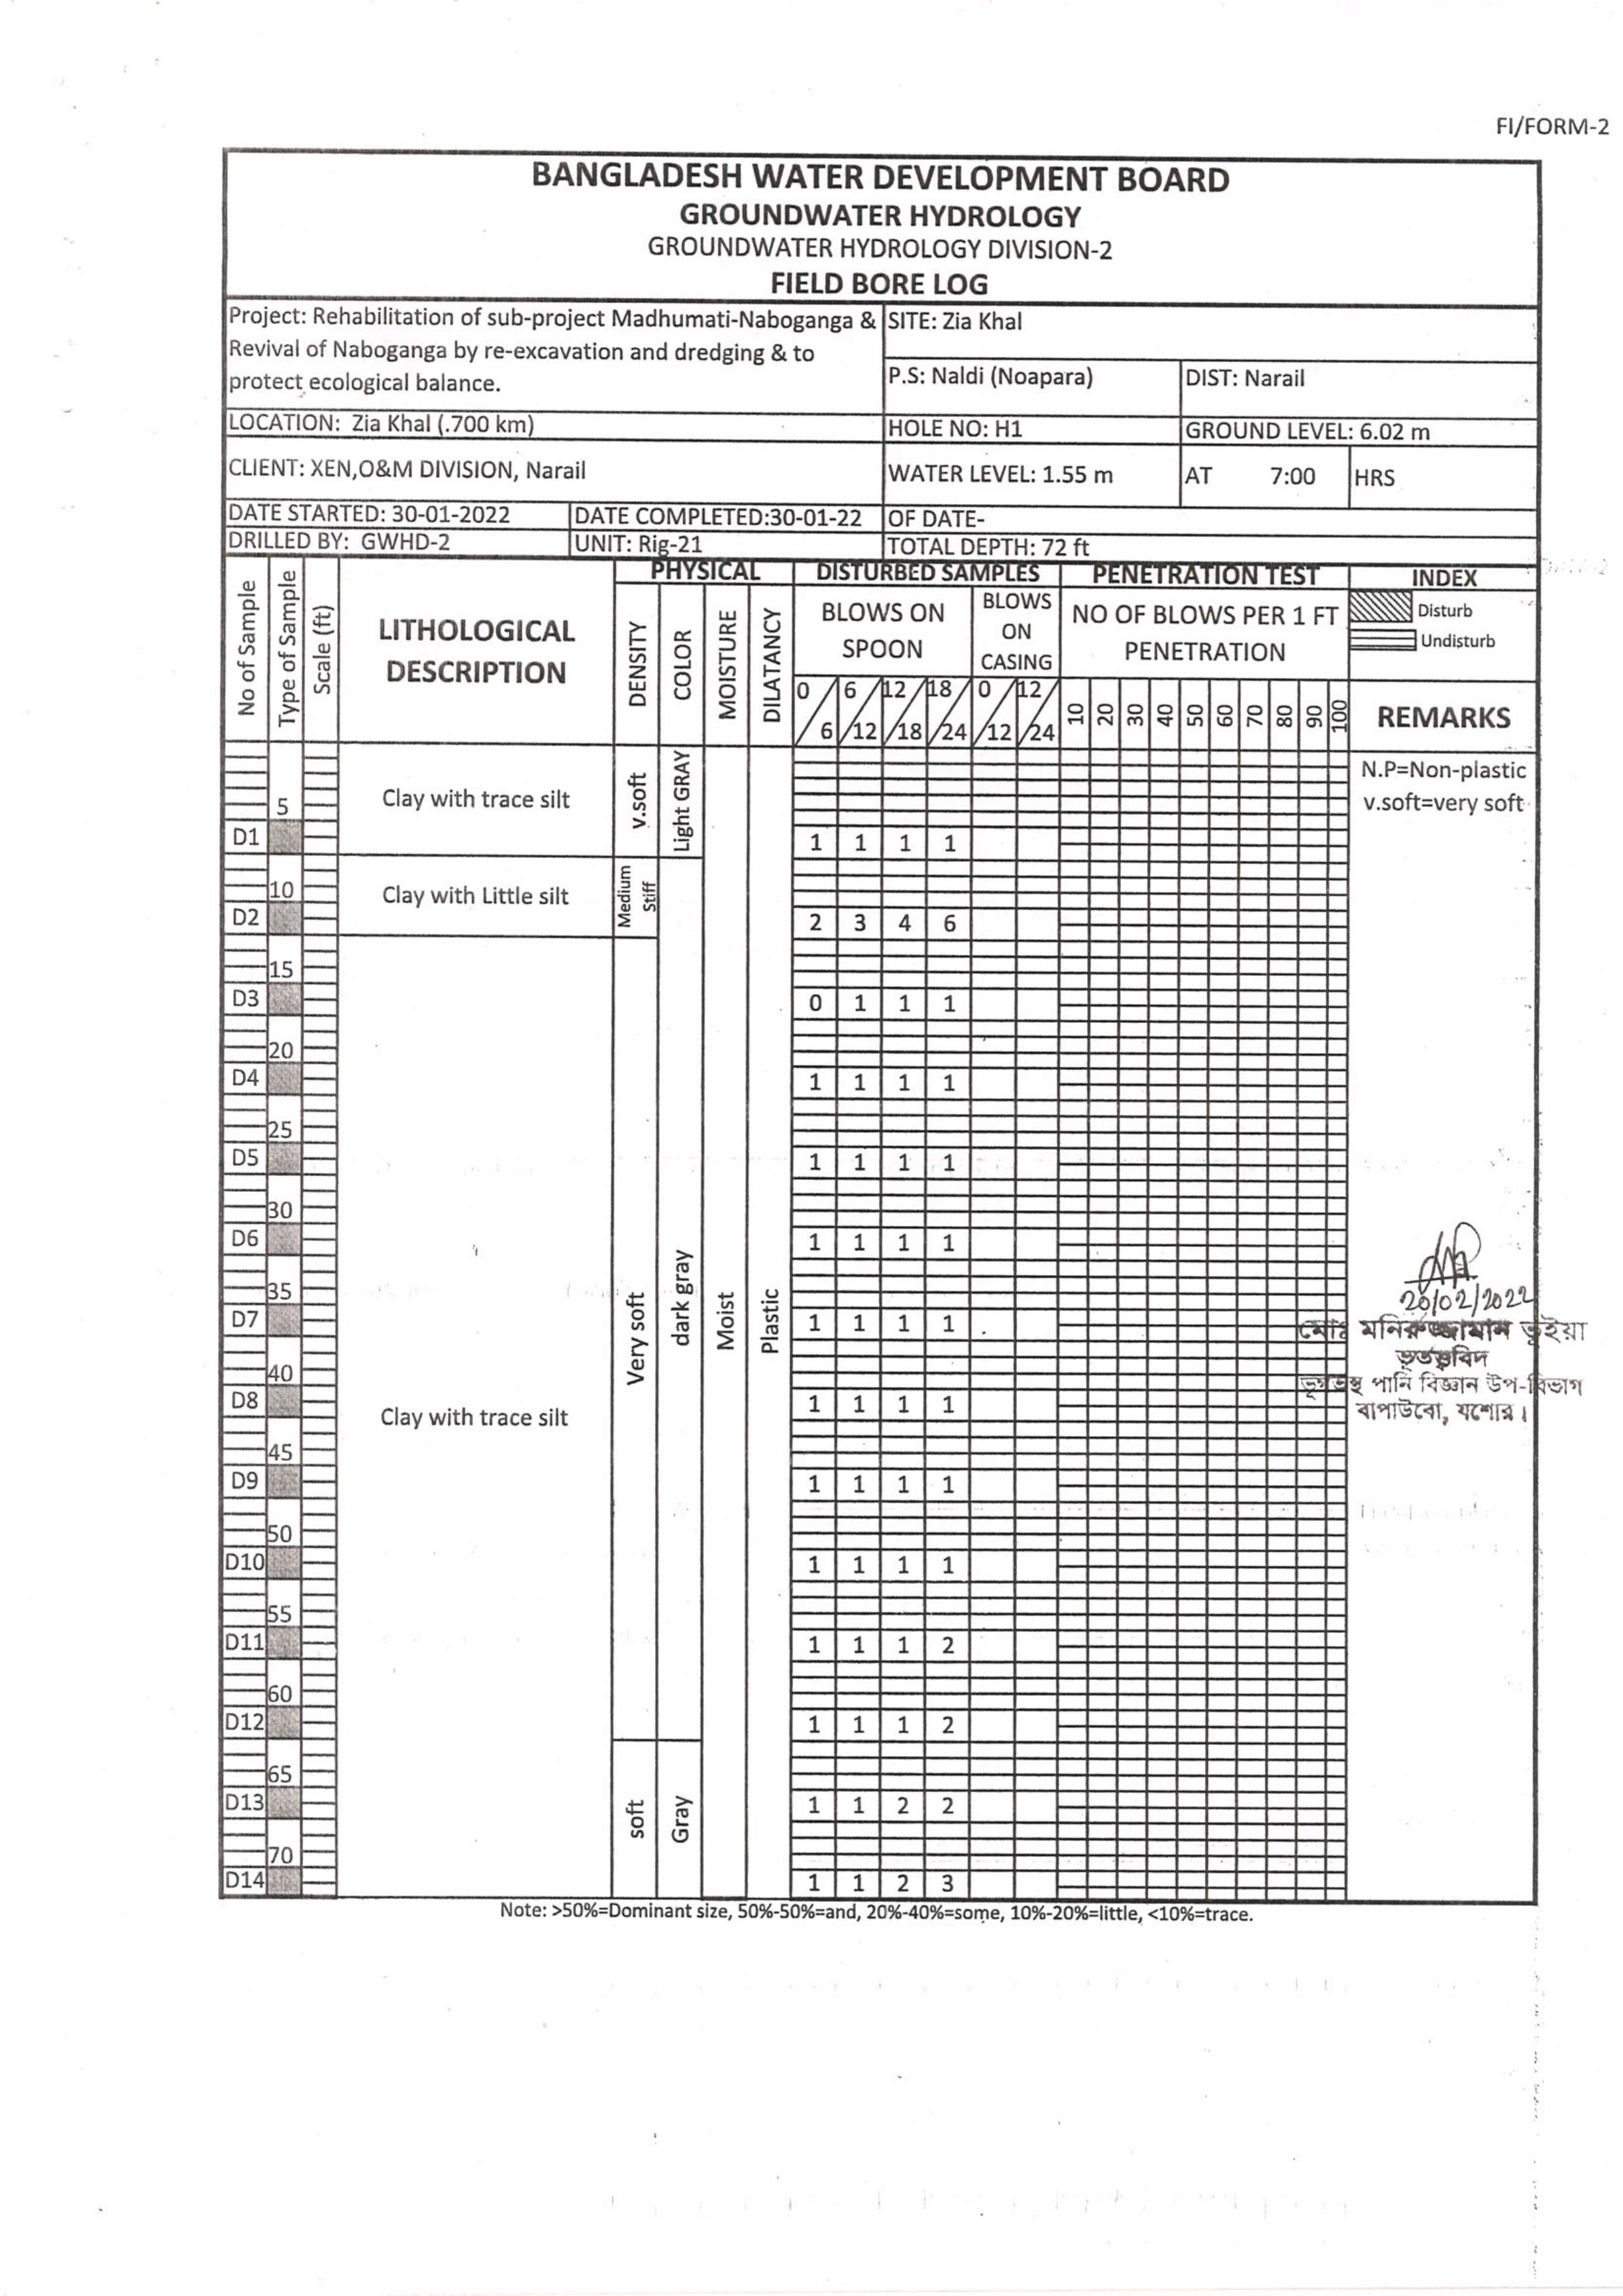 FI/FORM-2
BANGLADESH WATER DEVELOPMENT BOARD
GROUNDWATER HYDROLOGY
GROUNDWATER HYDROLOGY DIVISION-2
FIELD BORE LOG
Project: Rehabilitation of sub-project Madhumati-Naboganga &
Revival of Naboganga by re-excavation and dredging & to
protect ecological balance.
SITE: Zia Khal
P.S: Naldi (Noapara) DIST: Narail
LOCATION: Zia Khal (.700 km) HOLE NO: H1 GROUND LEVEL: 6.02 m
CLIENT: XEN,O&M DIVISION, Narail WATER LEVEL: 1.55 m AT 7:00 HRS
DATE STARTED: 30-01-2022 DATE COMPLETED:30-01-22 OF DATE-
DRILLED BY: GWHD-2 UNIT: Rig-21 TOTAL DEPTH: 72 ft
No of Sample
Type of Sample
Scale (ft)
LITHOLOGICAL
DESCRIPTION
PHYSICAL
DENSITY
COLOR
MOISTURE
DILATANCY
DISTURBED SAMPLES
BLOWS ON
SPOON
BLOWS
ON
CASING
PENETRATION TEST
NO OF BLOWS PER 1 FT
PENETRATION
INDEX
Disturb
Undisturb
REMARKS
0 6 12 18 0 12
6 12 18 24 12 24
10 20 30 40 50 60 70 80 90 100
N.P=Non-plastic
v.soft=very soft
Clay with trace silt
v.soft
Light GRAY
5
D1 1 1 1 1
Clay with Little silt
Medium
Stiff
10
D2 2 3 4 6
15
D3 0 1 1 1
20
D4 1 1 1 1
25
D5 1 1 1 1
30
D6 1 1 1 1
35
D7 1 1 1 1
40
D8 1 1 1 1
Clay with trace silt
Very soft
dark gray
Moist
Plastic
45
D9 1 1 1 1
50
D10 1 1 1 1
55
D11 1 1 1 2
60
D12 1 1 1 2
65
D13 1 1 2 2
soft
Gray
70
D14 1 1 2 3
20/02/2022
মোঃ মনিরুজ্জামান ভূইয়া
ভূতত্ত্ববিদ
ভূগর্ভস্থ পানি বিজ্ঞান উপ-বিভাগ
বাপাউবো, যশোর।
Note: >50%=Dominant size, 50%-50%=and, 20%-40%=some, 10%-20%=little, <10%=trace.